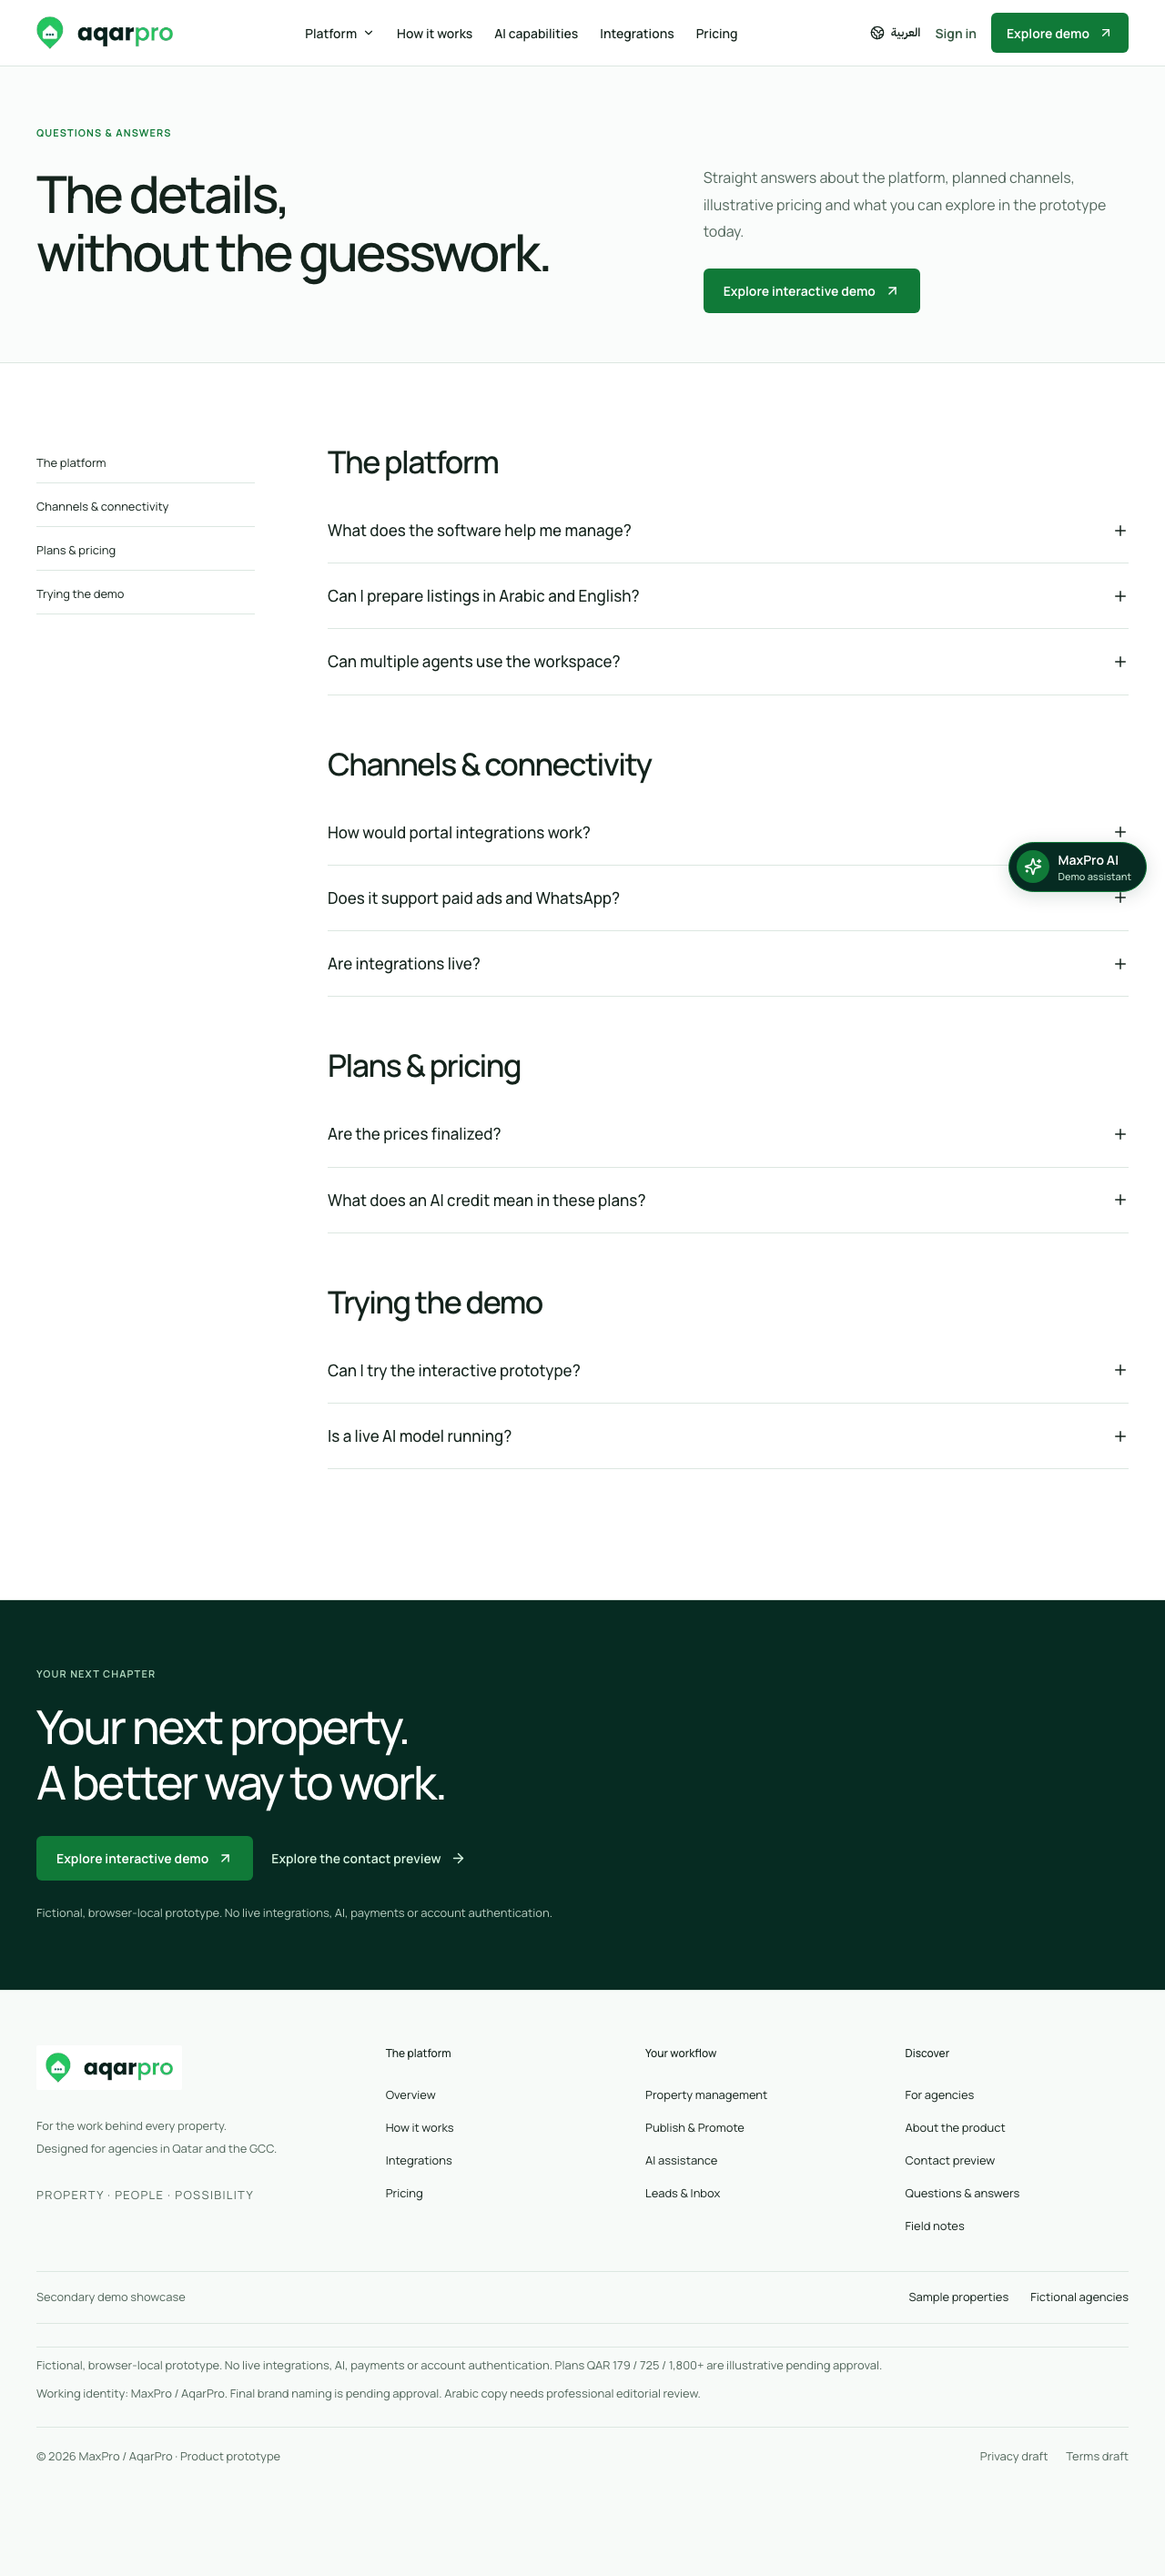 aqarpro
Platform
How it works
AI capabilities
Integrations
Pricing
العربية
Sign in
Explore demo
QUESTIONS & ANSWERS
The details,
without the guesswork.
Straight answers about the platform, planned channels,
illustrative pricing and what you can explore in the prototype
today.
Explore interactive demo
The platform
Channels & connectivity
Plans & pricing
Trying the demo
The platform
What does the software help me manage?
Can I prepare listings in Arabic and English?
Can multiple agents use the workspace?
Channels & connectivity
How would portal integrations work?
MaxPro AI
Demo assistant
Does it support paid ads and WhatsApp?
Are integrations live?
Plans & pricing
Are the prices finalized?
What does an AI credit mean in these plans?
Trying the demo
Can I try the interactive prototype?
Is a live AI model running?
YOUR NEXT CHAPTER
Your next property.
A better way to work.
Explore interactive demo
Explore the contact preview
Fictional, browser-local prototype. No live integrations, AI, payments or account authentication.
aqarpro
For the work behind every property.
Designed for agencies in Qatar and the GCC.
PROPERTY · PEOPLE · POSSIBILITY
The platform
Overview
How it works
Integrations
Pricing
Your workflow
Property management
Publish & Promote
AI assistance
Leads & Inbox
Discover
For agencies
About the product
Contact preview
Questions & answers
Field notes
Secondary demo showcase
Sample properties
Fictional agencies
Fictional, browser-local prototype. No live integrations, AI, payments or account authentication. Plans QAR 179 / 725 / 1,800+ are illustrative pending approval.
Working identity: MaxPro / AqarPro. Final brand naming is pending approval. Arabic copy needs professional editorial review.
© 2026 MaxPro / AqarPro · Product prototype
Privacy draft
Terms draft